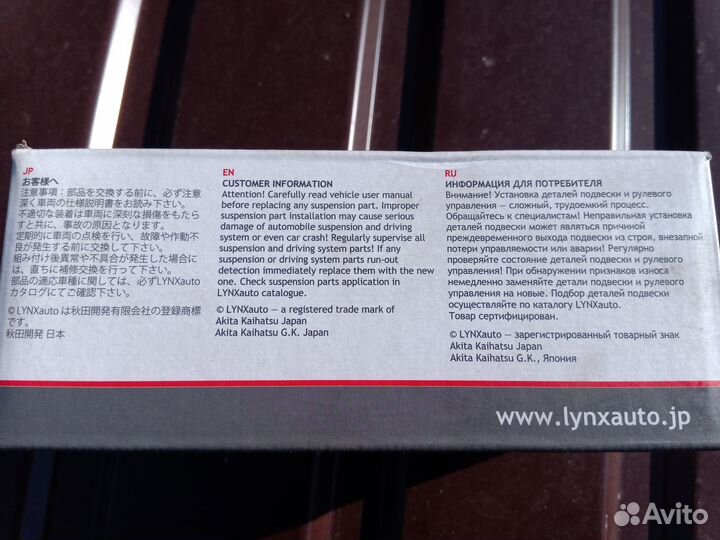 JP
お客様へ
注意事項：部品を交換する前に、必ず注意
深く車両の仕様説明書をお読み下さい。
不適切な装着は車両に深刻な損傷をもたら
すと共に、事故の原因となります。
定期的に車両の点検を行い、故障や作動不
良が発生する前に交換して下さい。
組み付け後異常や不具合が発生した場合に
は、直ちに補修交換を行って下さい。
部品の適応車種に関しては、必ずLYNXauto
カタログにてご確認下さい。
© LYNXauto は秋田開発有限会社の登録商標
です。
秋田開発 日本
EN
CUSTOMER INFORMATION
Attention! Carefully read vehicle user manual
before replacing any suspension part. Improper
suspension part installation may cause serious
damage of automobile suspension and driving
system or even car crash! Regularly supervise all
suspension and driving system parts! If any
suspension or driving system parts run-out
detection immediately replace them with the new
one. Check suspension parts application in
LYNXauto catalogue.
© LYNXauto — a registered trade mark of
Akita Kaihatsu Japan
Akita Kaihatsu G.K. Japan
RU
ИНФОРМАЦИЯ ДЛЯ ПОТРЕБИТЕЛЯ
Внимание! Установка деталей подвески и рулевого
управления — сложный, трудоемкий процесс.
Обращайтесь к специалистам! Неправильная установка
деталей подвески может являться причиной
преждевременного выхода подвески из строя, внезапной
потери управляемости или аварии! Регулярно
проверяйте состояние деталей подвески и рулевого
управления! При обнаружении признаков износа
немедленно заменяйте детали подвески и рулевого
управления на новые. Подбор деталей подвески
осуществляйте по каталогу LYNXauto.
Товар сертифицирован.
© LYNXauto — зарегистрированный товарный знак
Akita Kaihatsu Japan
Akita Kaihatsu G.K., Япония
www.lynxauto.jp
Avito